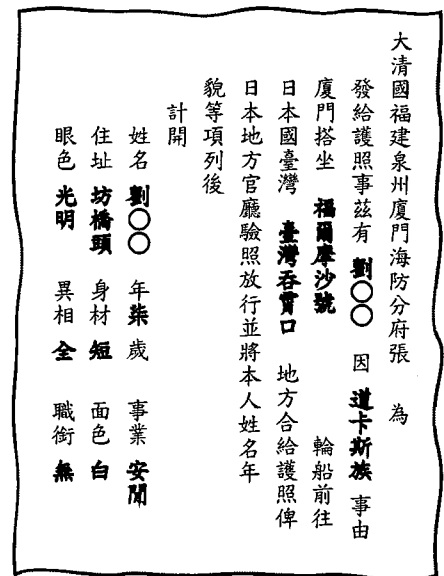 大清國福建泉州廈門海防分府張 為
發給護照事茲有 劉○○ 因 道卡斯族 事由
廈門搭坐 福爾摩沙號 輪船前往
日本國臺灣 臺灣吞霄口 地方合給護照俾
日本地方官廳驗照放行並將本人姓名年
貌等項列後
計開
姓名 劉○○ 年柒歲 事業 安閒
住址 坊橋頭 身材 短 面色 白
眼色 光明 異相 全 職銜 無